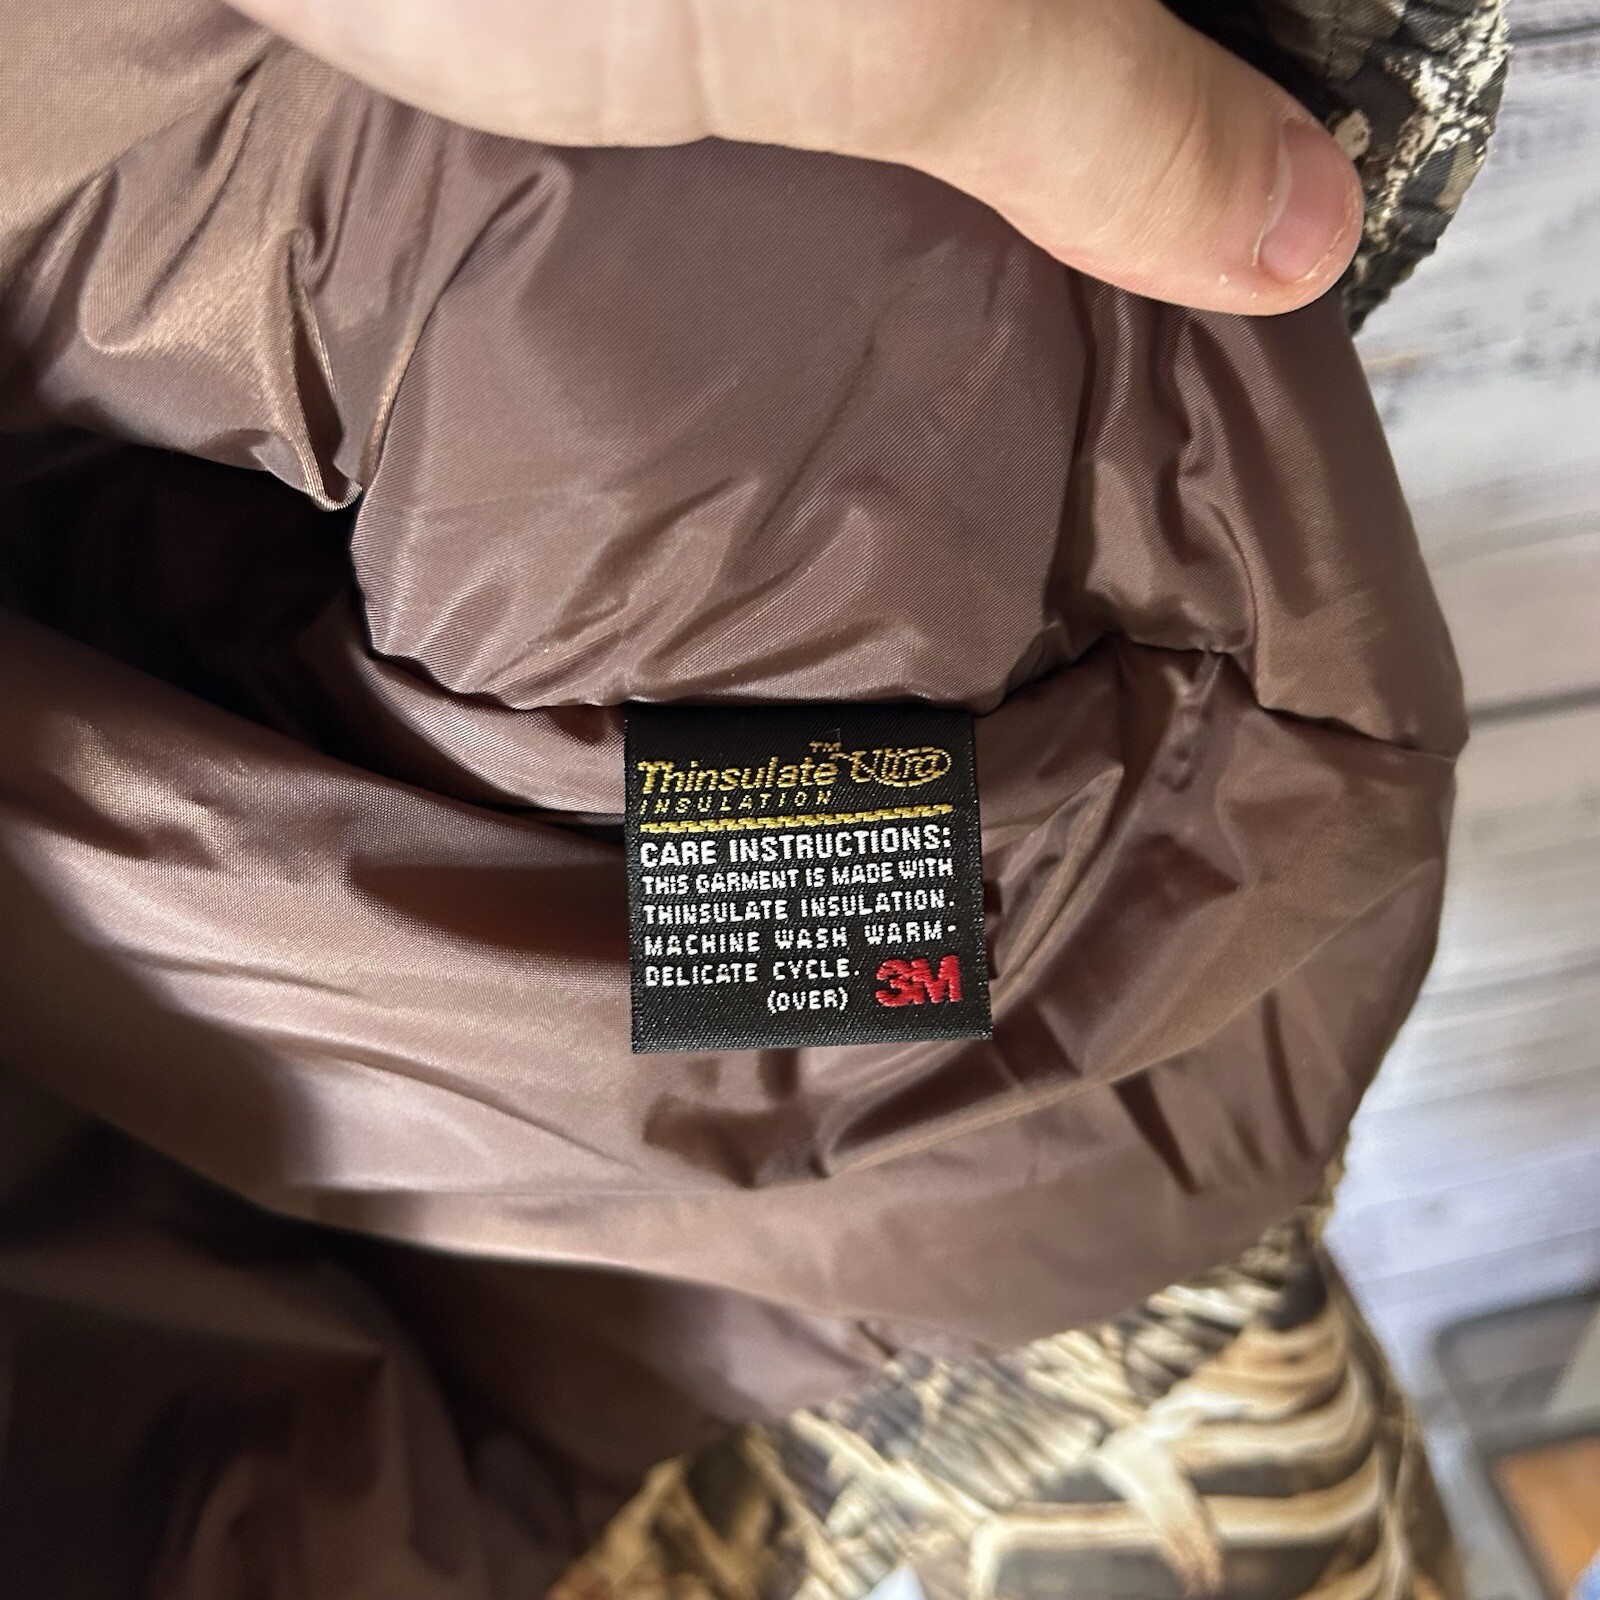 Thinsulate™ Ultra
INSULATION
CARE INSTRUCTIONS:
THIS GARMENT IS MADE WITH
THINSULATE INSULATION.
MACHINE WASH WARM-
DELICATE CYCLE.
(OVER) 3M